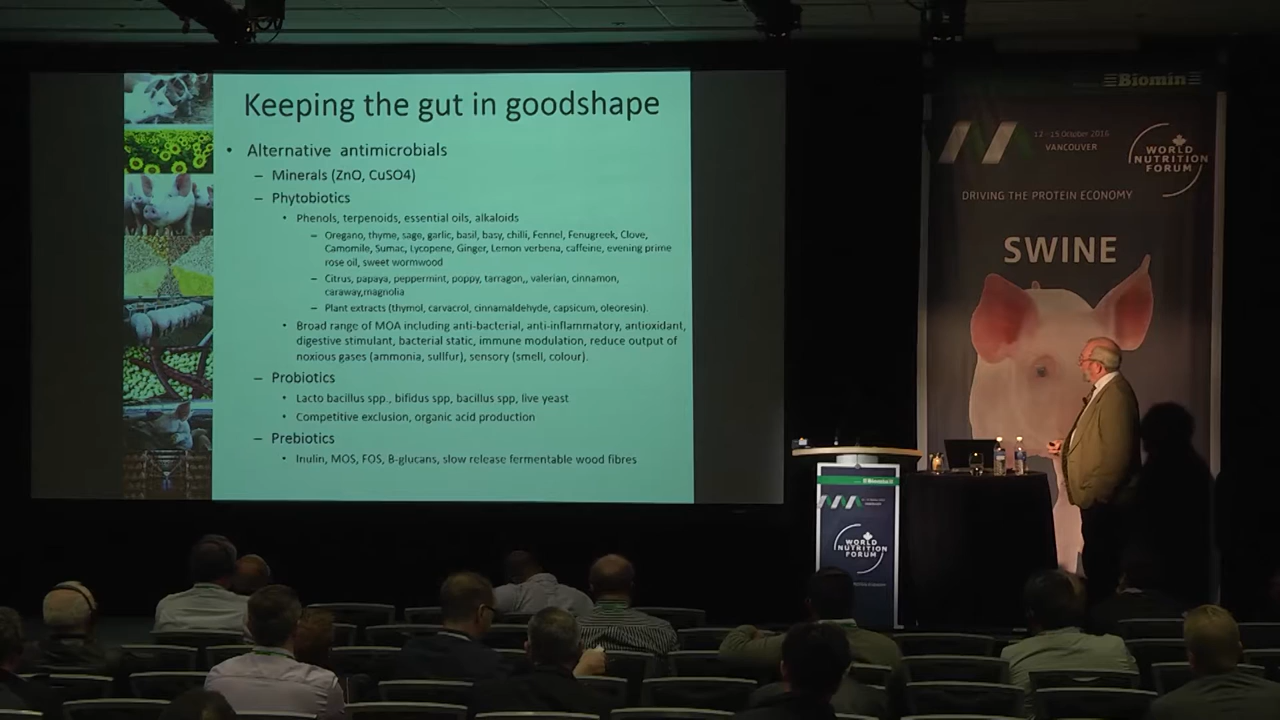 Keeping the gut in goodshape
• Alternative antimicrobials
– Minerals (ZnO, CuSO4)
– Phytobiotics
• Phenols, terpenoids, essential oils, alkaloids
– Oregano, thyme, sage, garlic, basil, basy, chilli, Fennel, Fenugreek, Clove,
Camomile, Sumac, Lycopene, Ginger, Lemon verbena, caffeine, evening prime
rose oil, sweet wormwood
– Citrus, papaya, peppermint, poppy, tarragon,, valerian, cinnamon,
caraway,magnolia
– Plant extracts (thymol, carvacrol, cinnamaldehyde, capsicum, oleoresin).
• Broad range of MOA including anti-bacterial, anti-inflammatory, antioxidant,
digestive stimulant, bacterial static, immune modulation, reduce output of
noxious gases (ammonia, sullfur), sensory (smell, colour).
– Probiotics
• Lacto bacillus spp., bifidus spp, bacillus spp, live yeast
• Competitive exclusion, organic acid production
– Prebiotics
• Inulin, MOS, FOS, B-glucans, slow release fermentable wood fibres
Biomin
12 - 15 October 2016
VANCOUVER
WORLD
NUTRITION
FORUM
DRIVING THE PROTEIN ECONOMY
SWINE
Biomin
WORLD
NUTRITION
FORUM